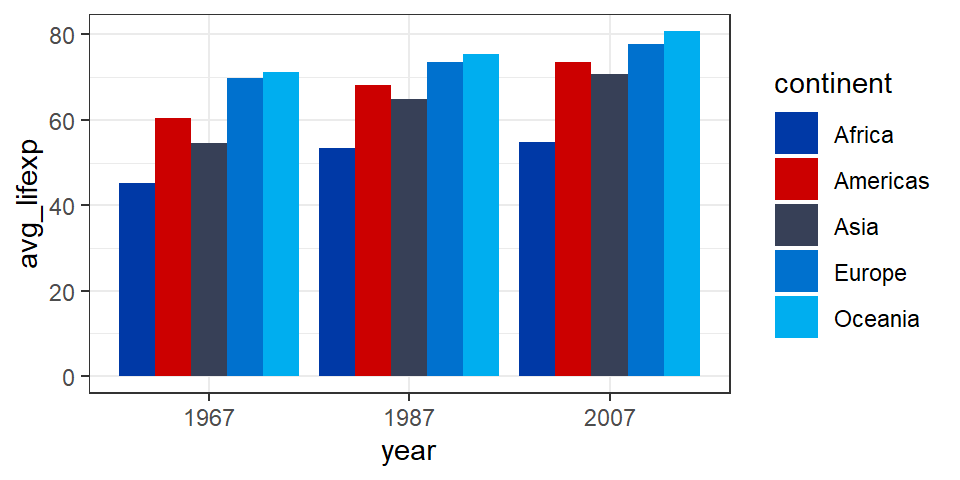 avg_lifexp
80
60
40
20
0
1967 1987 2007
year
continent
Africa
Americas
Asia
Europe
Oceania